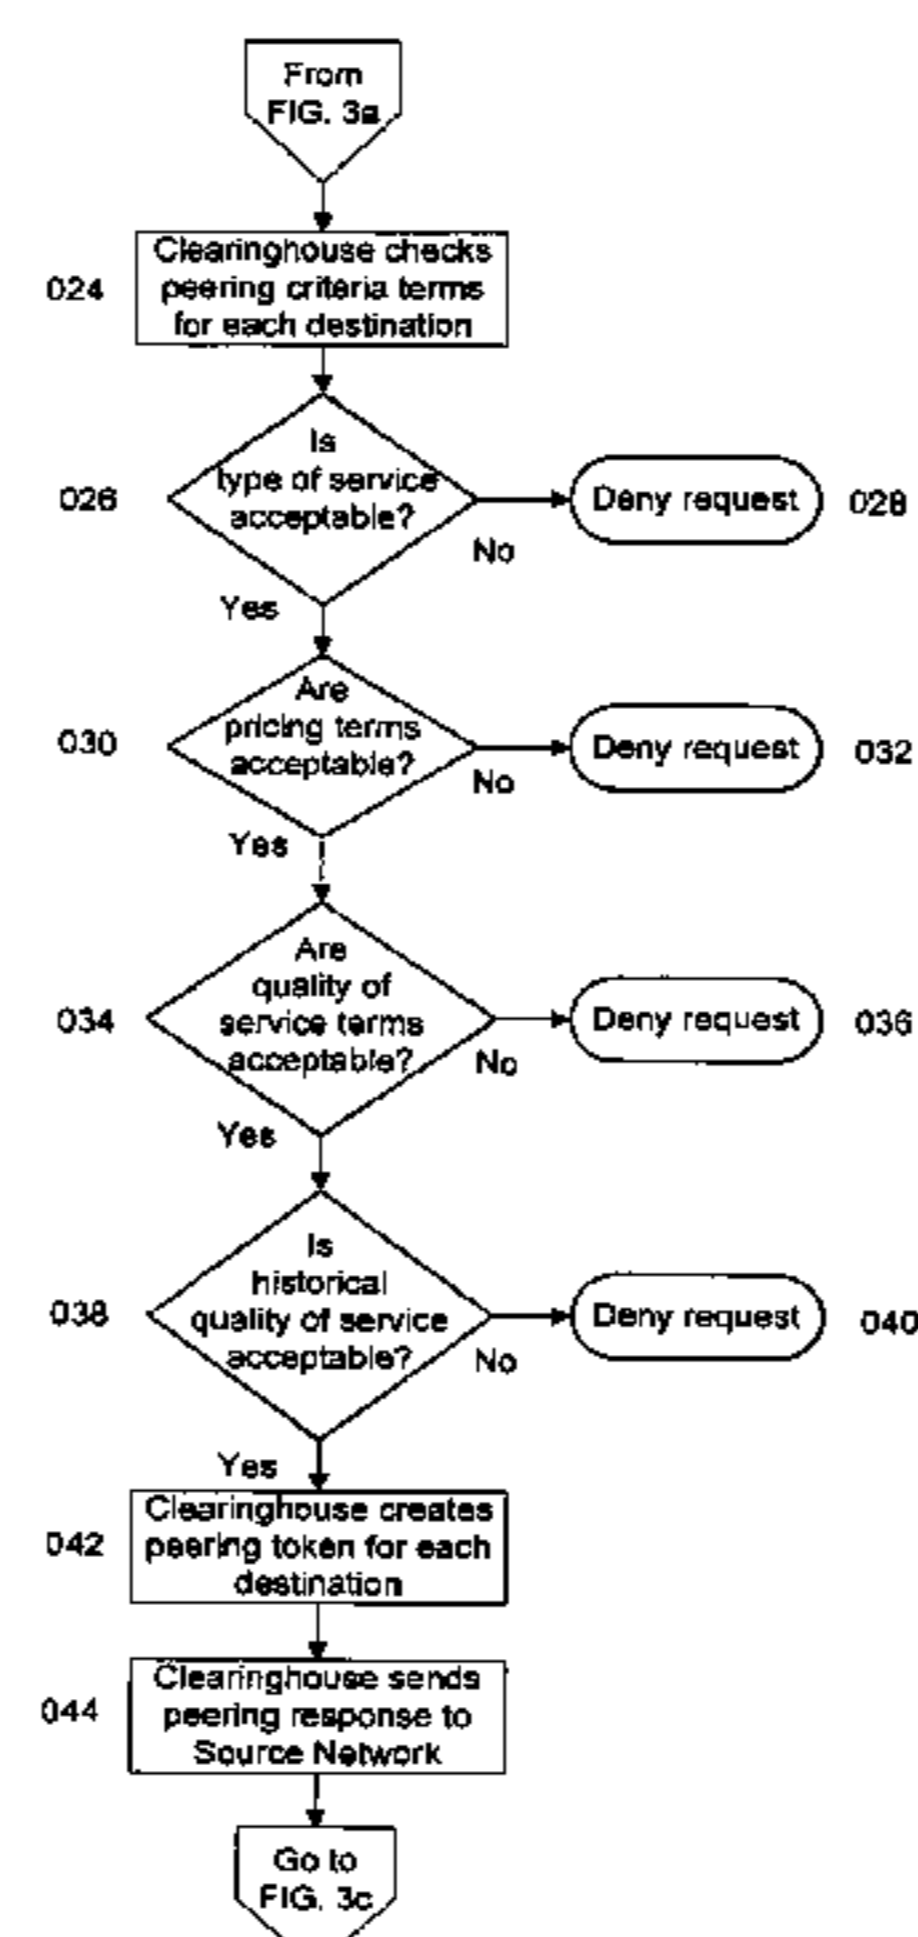 From
FIG. 3a
024
Clearinghouse checks
peering criteria terms
for each destination
026
Is
type of service
acceptable?
No
Deny request
028
Yes
030
Are
pricing terms
acceptable?
No
Deny request
032
Yes
034
Are
quality of
service terms
acceptable?
No
Deny request
036
Yes
038
Is
historical
quality of service
acceptable?
No
Deny request
040
Yes
042
Clearinghouse creates
peering token for each
destination
044
Clearinghouse sends
peering response to
Source Network
Go to
FIG. 3c